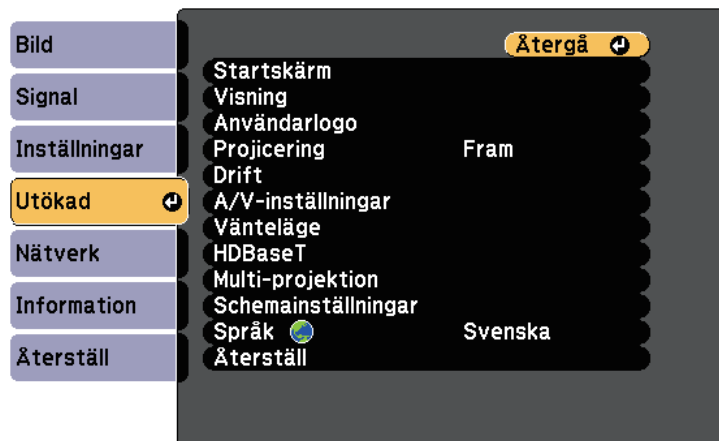 Bild
Signal
Inställningar
Utökad
Nätverk
Information
Återställ
Återgå
Startskärm
Visning
Användarlogo
Projicering Fram
Drift
A/V-inställningar
Vänteläge
HDBaseT
Multi-projektion
Schemainställningar
Språk Svenska
Återställ